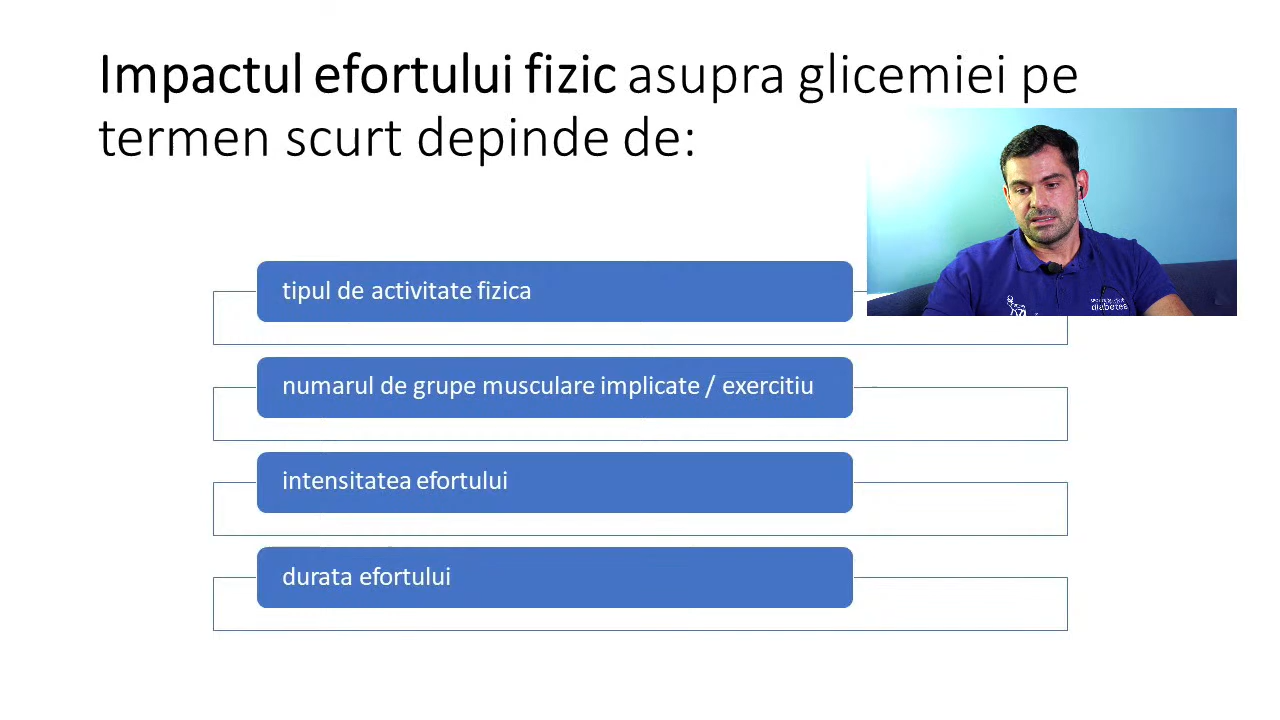 Impactul efortului fizic asupra glicemiei pe
termen scurt depinde de:
tipul de activitate fizica
numarul de grupe musculare implicate / exercitiu
intensitatea efortului
durata efortului
diabetes